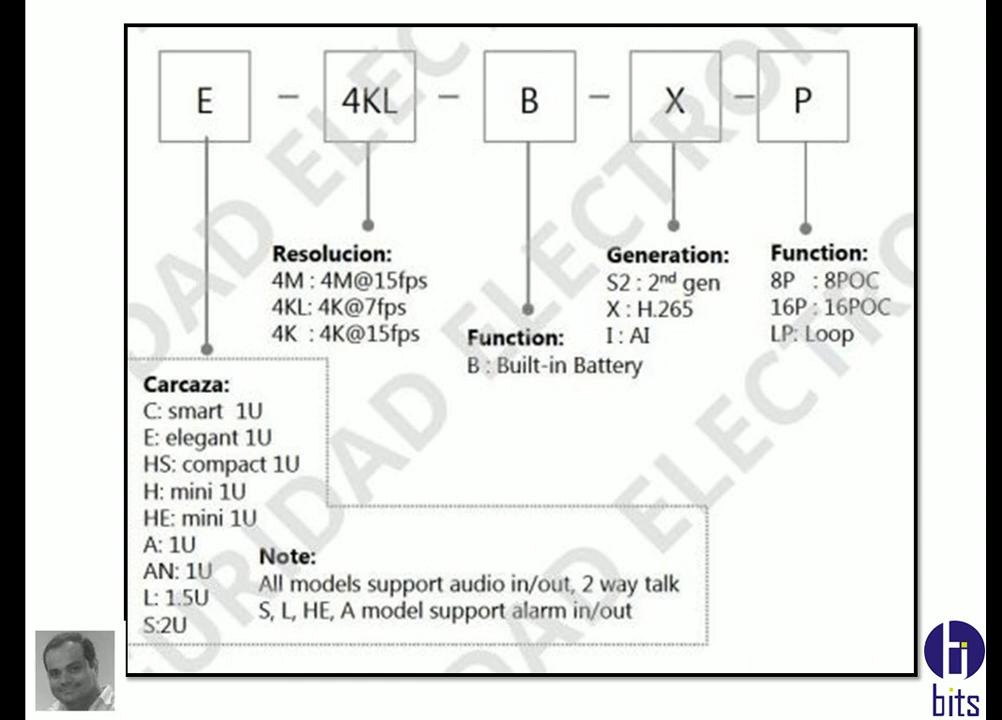 E - 4KL - B - X - P
Resolucion:
4M : 4M@15fps
4KL: 4K@7fps
4K : 4K@15fps
Function:
B : Built-in Battery
Generation:
S2 : 2nd gen
X : H.265
I : AI
Function:
8P : 8POC
16P : 16POC
LP: Loop
Carcaza:
C: smart 1U
E: elegant 1U
HS: compact 1U
H: mini 1U
HE: mini 1U
A: 1U
AN: 1U
L: 1.5U
S:2U
Note:
All models support audio in/out, 2 way talk
S, L, HE, A model support alarm in/out
bits